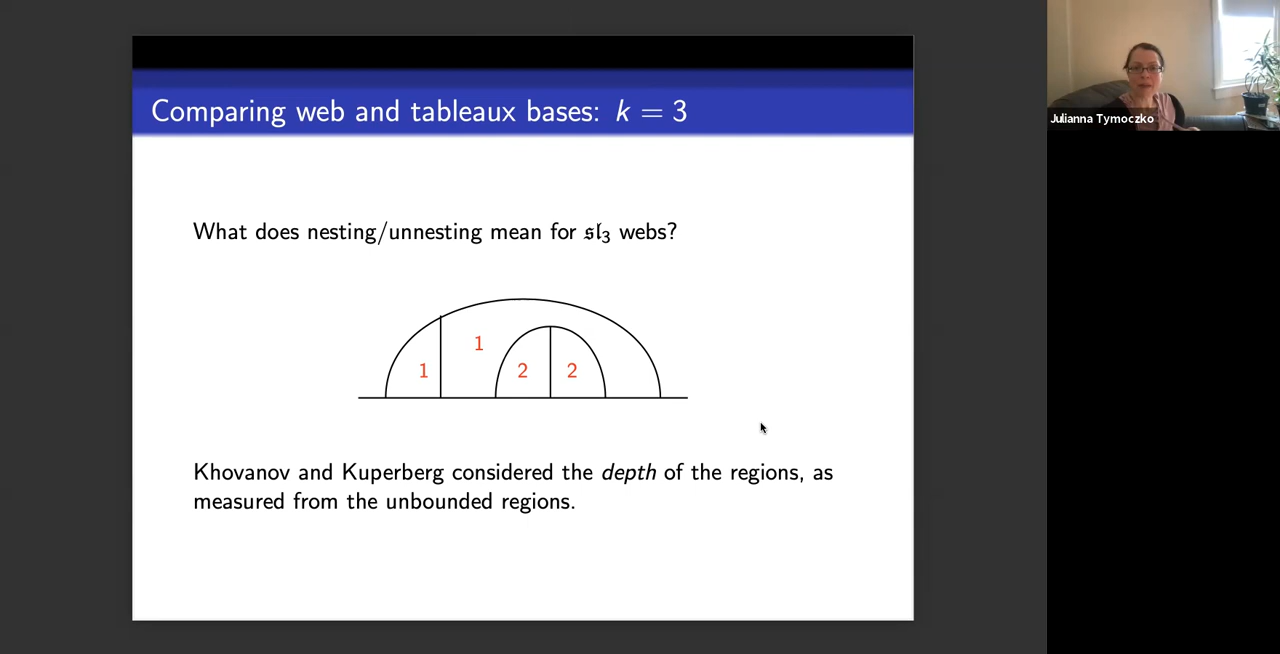 Comparing web and tableaux bases: k = 3
Julianna Tymoczko
What does nesting/unnesting mean for 𝔰𝔩₃ webs?
1
1
2
2
Khovanov and Kuperberg considered the depth of the regions, as
measured from the unbounded regions.